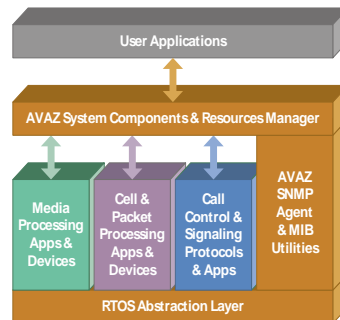 User Applications
AVAZ System Components & Resources Manager
Media
Processing
Apps &
Devices
Cell &
Packet
Processing
Apps &
Devices
Call
Control &
Signaling
Protocols
& Apps
AVAZ
SNMP
Agent
& MIB
Utilities
RTOS Abstraction Layer